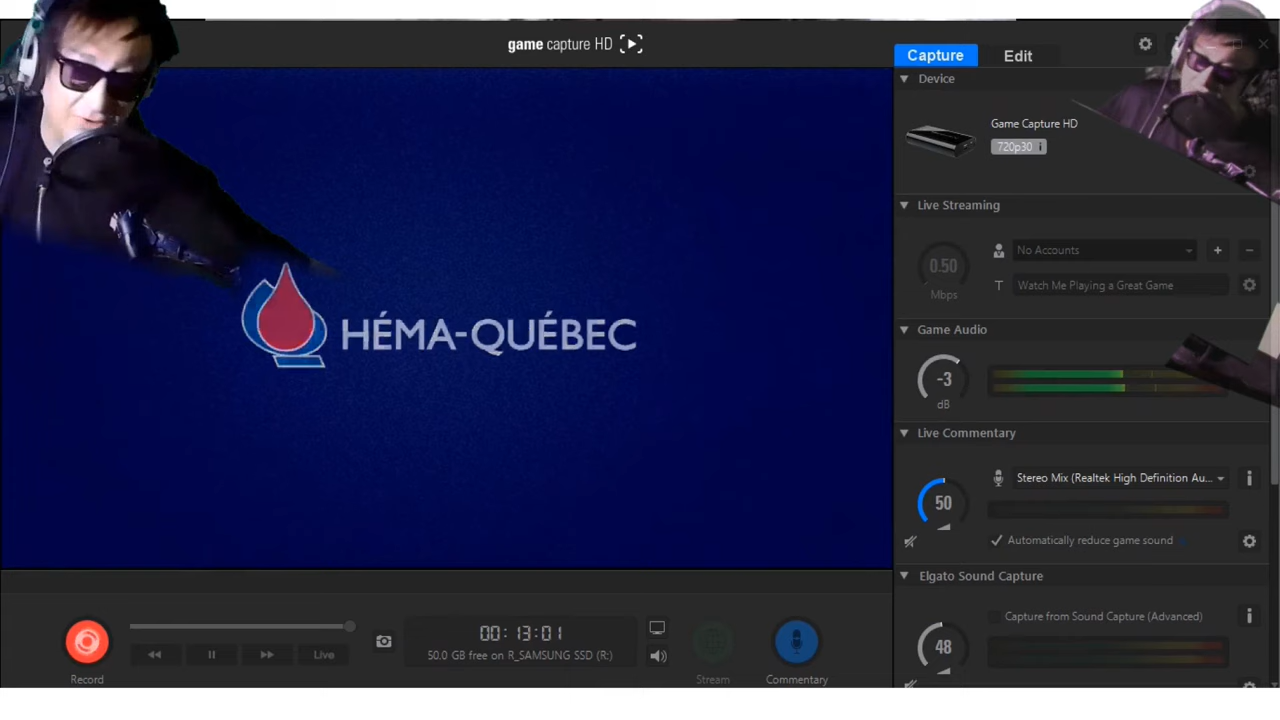 game capture HD
Capture
Edit
Device
Game Capture HD
720p30 i
Live Streaming
0.50
Mbps
No Accounts
T Watch Me Playing a Great Game
Game Audio
-3
dB
Live Commentary
50
Stereo Mix (Realtek High Definition Au...
Automatically reduce game sound
Elgato Sound Capture
Capture from Sound Capture (Advanced)
48
HÉMA-QUÉBEC
Live
00:13:01
50.0 GB free on R_SAMSUNG SSD (R:)
Record
Stream
Commentary